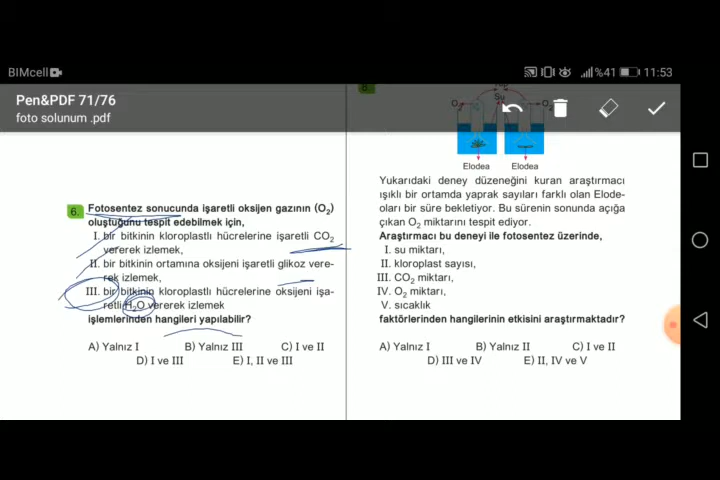 BIMcell
%41 11:53
Pen&PDF 71/76
foto solunum .pdf
6. Fotosentez sonucunda işaretli oksijen gazının (O₂)
oluştuğunu tespit edebilmek için,
I. bir bitkinin kloroplastlı hücrelerine işaretli CO₂
vererek izlemek,
II. bir bitkinin ortamına oksijeni işaretli glikoz vere-
rek izlemek,
III. bir bitkinin kloroplastlı hücrelerine oksijeni işa-
retli H₂O vererek izlemek
işlemlerinden hangileri yapılabilir?
A) Yalnız I B) Yalnız III C) I ve II
D) I ve III E) I, II ve III
8.
Su
O₂ O₂
Elodea Elodea
Yukarıdaki deney düzeneğini kuran araştırmacı
ışıklı bir ortamda yaprak sayıları farklı olan Elode-
oları bir süre bekletiyor. Bu sürenin sonunda açığa
çıkan O₂ miktarını tespit ediyor.
Araştırmacı bu deneyi ile fotosentez üzerinde,
I. su miktarı,
II. kloroplast sayısı,
III. CO₂ miktarı,
IV. O₂ miktarı,
V. sıcaklık
faktörlerinden hangilerinin etkisini araştırmaktadır?
A) Yalnız I B) Yalnız II C) I ve II
D) III ve IV E) II, IV ve V